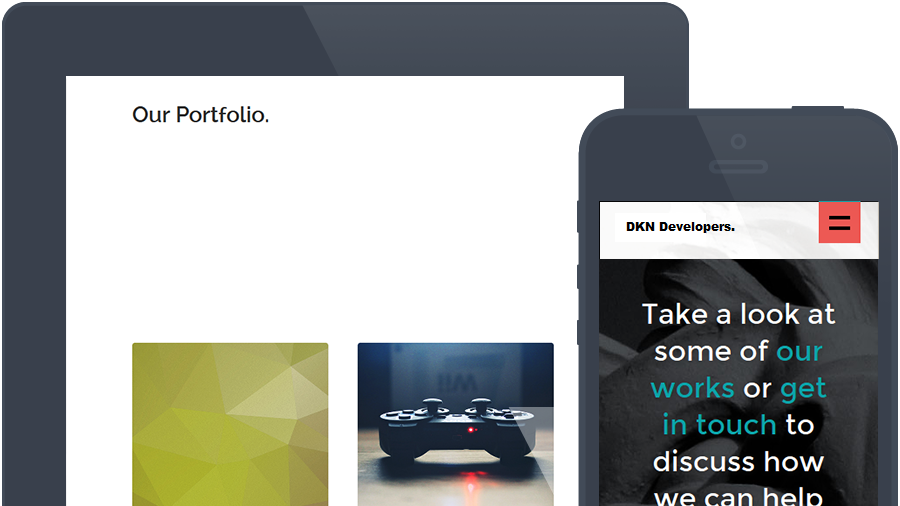 Our Portfolio.
DKN Developers.
Take a look at
some of our
works or get
in touch to
discuss how
we can help